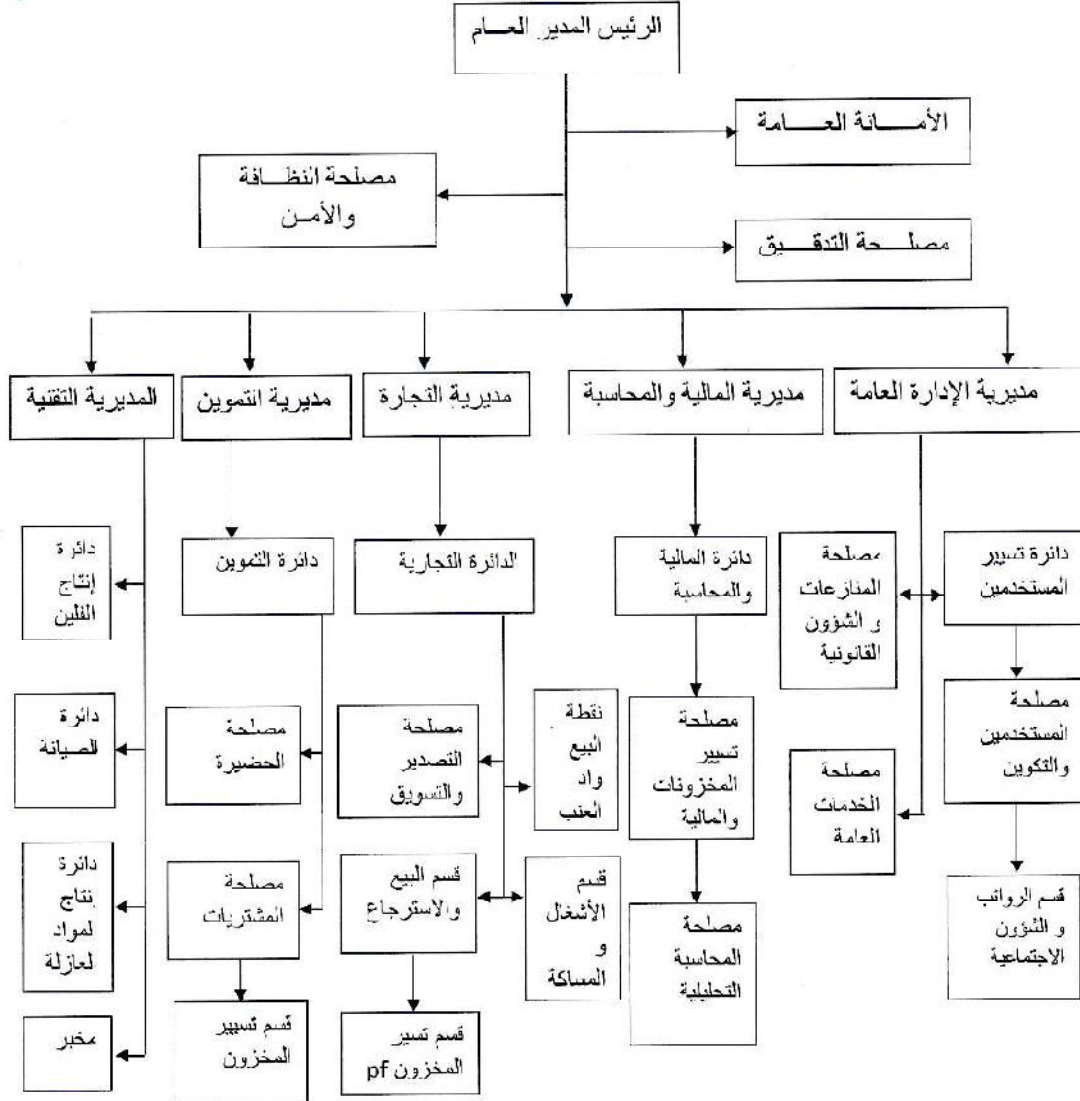 الرئيس المدير العام
الأمانة العامة
مصلحة النظافة
والأمن
مصلحة التدقيق
مديرية الإدارة العامة
مديرية المالية والمحاسبة
مديرية التجارة
مديرية التموين
المديرية التقنية
دائرة تسيير
المستخدمين
مصلحة
المنازعات
و الشؤون
القانونية
مصلحة
المستخدمين
والتكوين
مصلحة
الخدمات
العامة
قسم الرواتب
و الشؤون
الاجتماعية
دائرة المالية
والمحاسبة
مصلحة
تسيير
المخزونات
والمالية
مصلحة
المحاسبة
التحليلية
الدائرة التجارية
نقطة
البيع
واد
العنب
مصلحة
التصدير
والتسويق
قسم
الأشغال
و
المساكة
قسم البيع
والاسترجاع
قسم تسير
المخزون pf
دائرة التموين
مصلحة
الحضيرة
مصلحة
المشتريات
قسم تسيير
المخزون
دائرة
إنتاج
الفلين
دائرة
الصيانة
دائرة
إنتاج
لمواد
لعازلة
مخبر